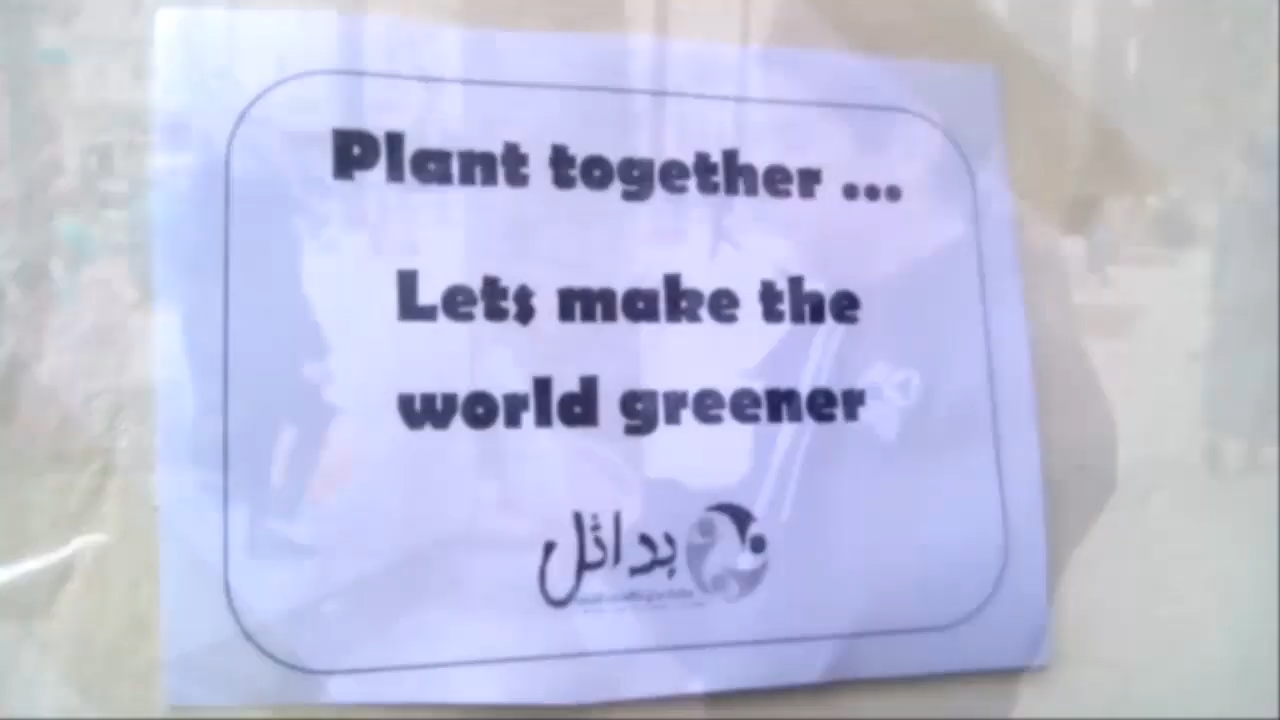 Plant together ...
Lets make the
world greener
بدائل